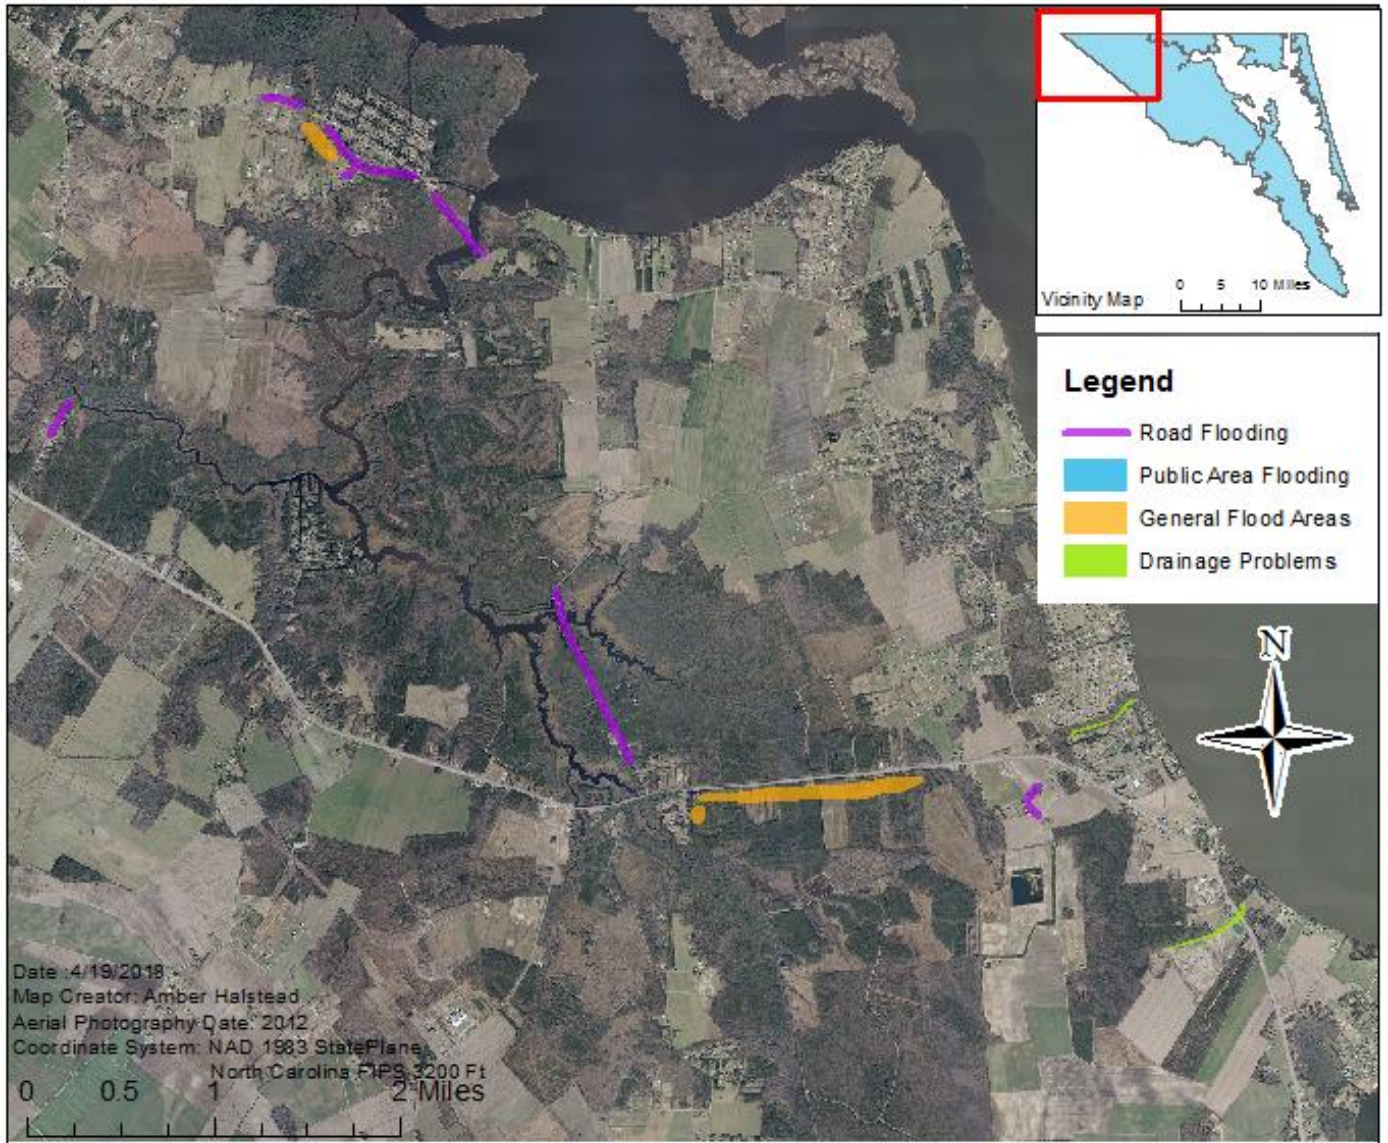 0 5 10 Miles
Vicinity Map
Legend
Road Flooding
Public Area Flooding
General Flood Areas
Drainage Problems
N
Date :4/19/2018
Map Creator: Amber Halstead
Aerial Photography Date: 2012
Coordinate System: NAD 1983 StatePlane
North Carolina FIPS 3200 Ft
0 0.5 1 2 Miles